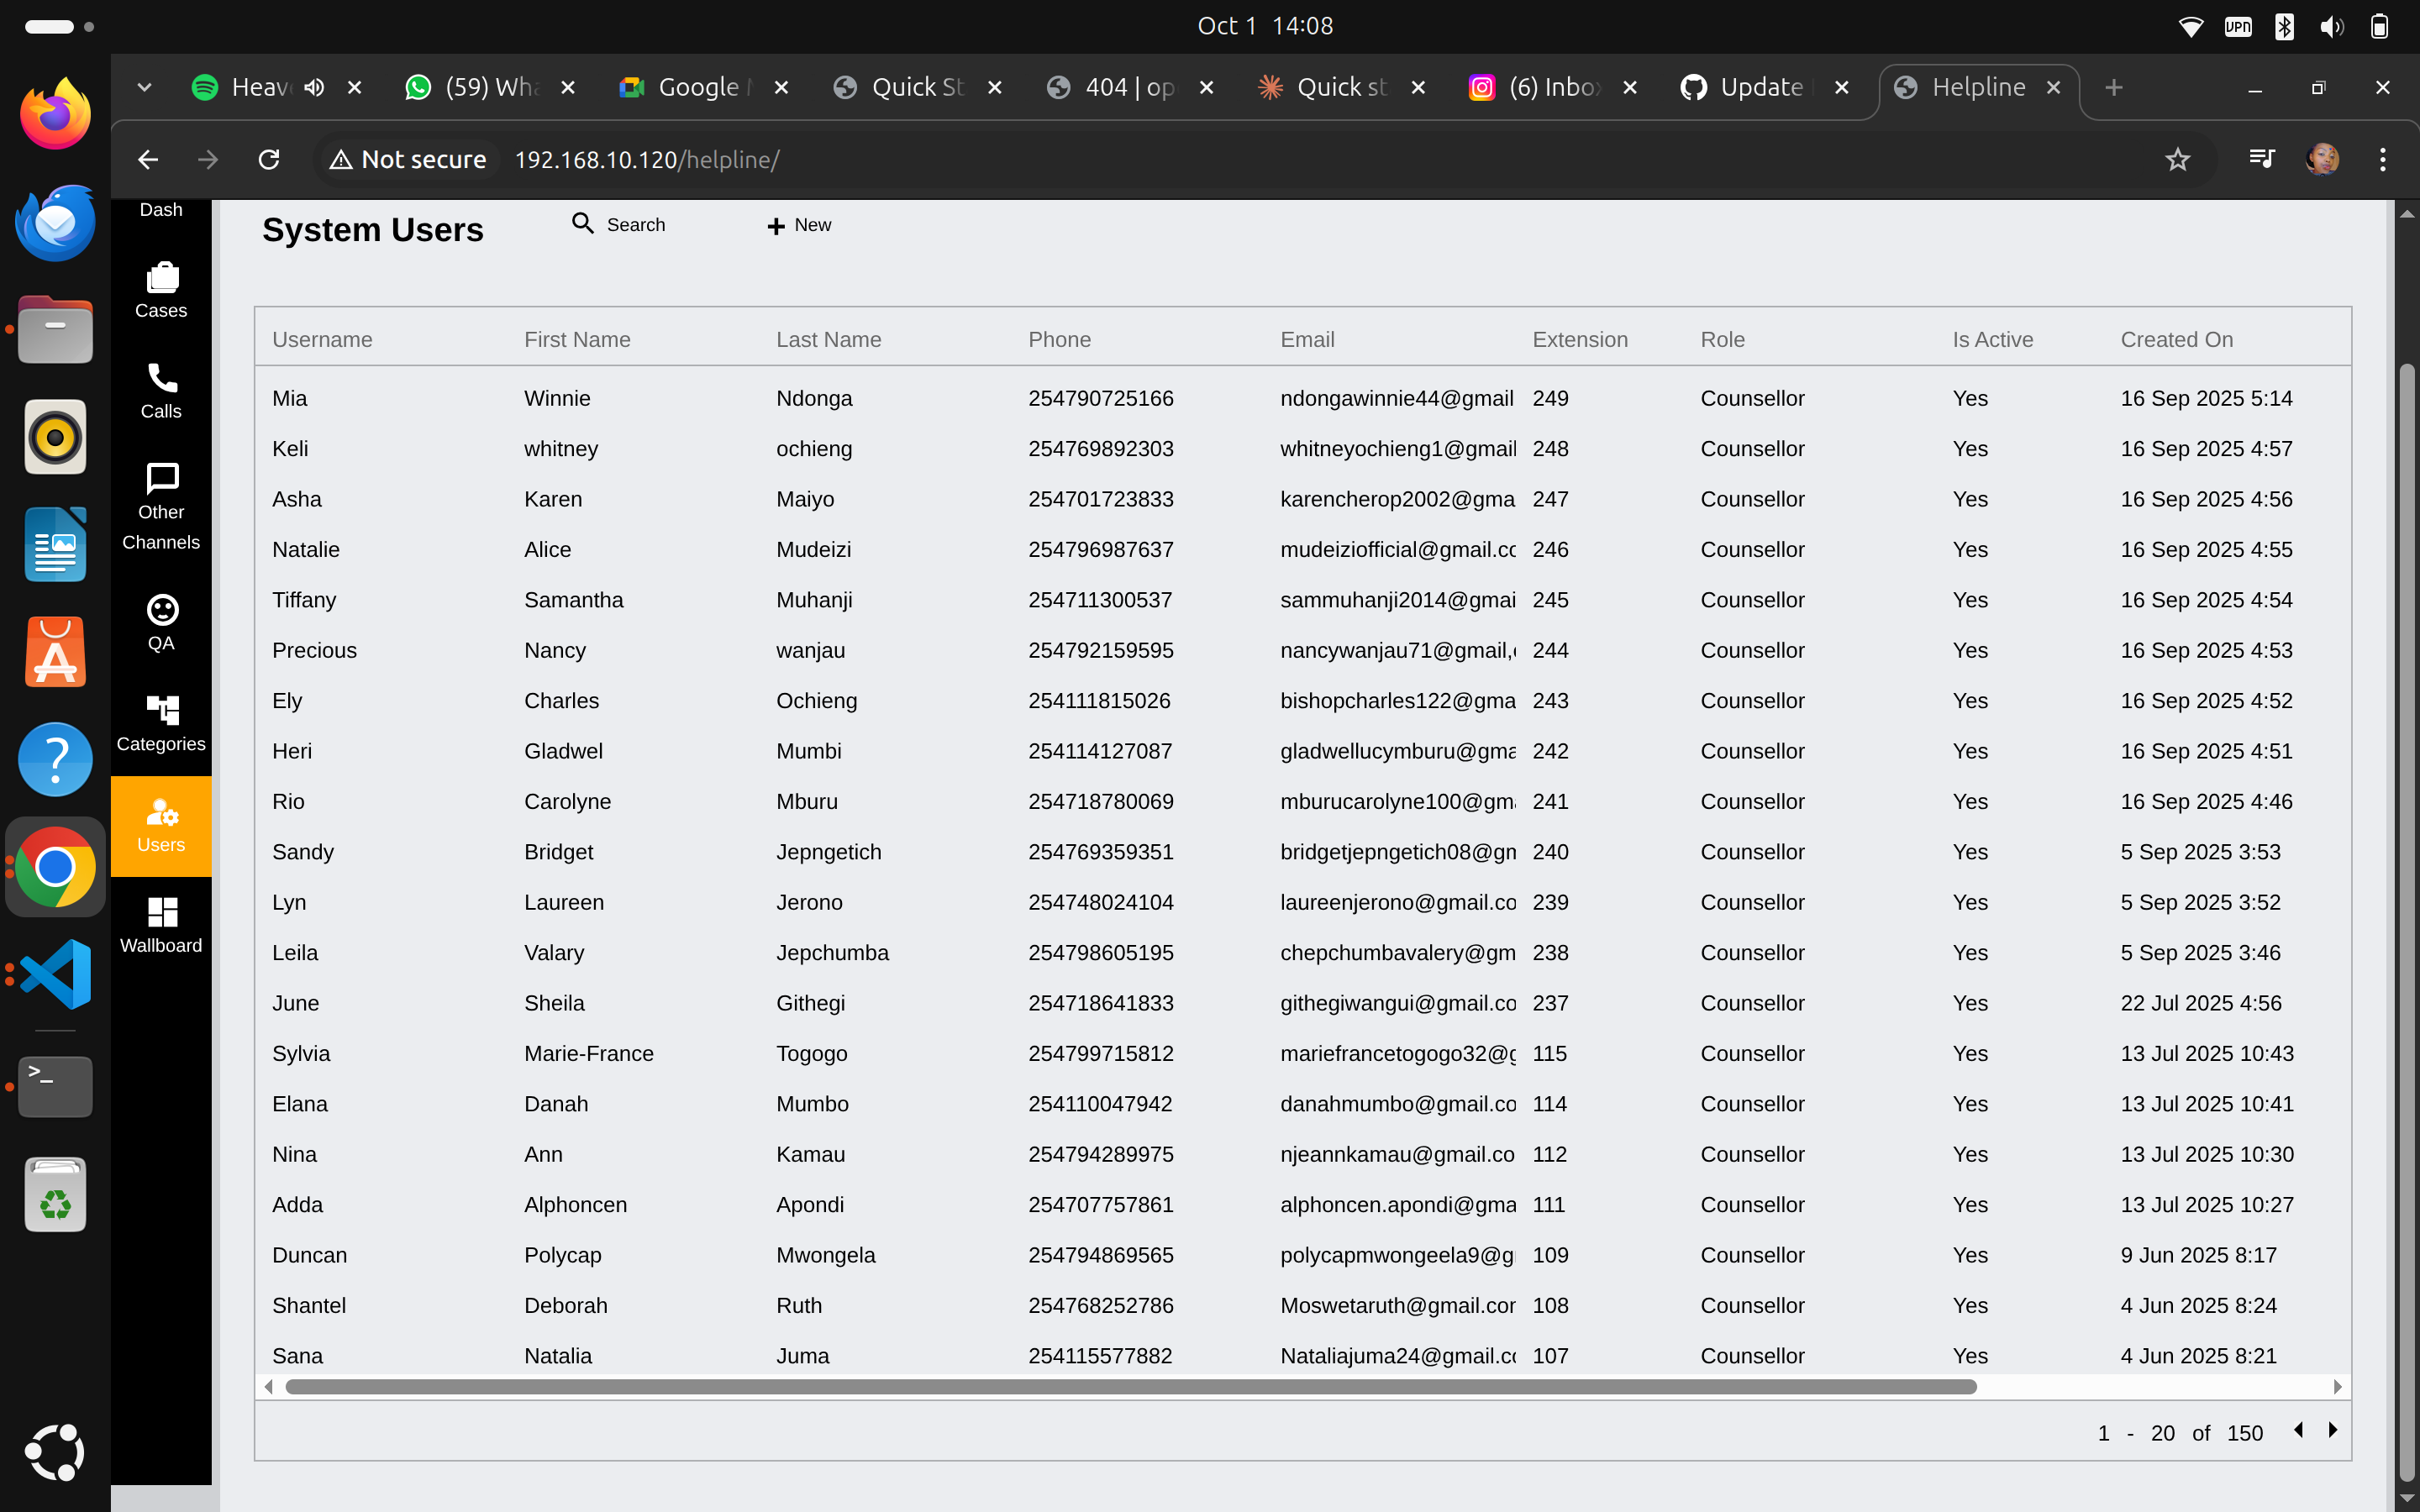 Oct 1 14:08
VPN
Heav
(59) Wha
Google
Quick St
404 | op
Quick st
(6) Inbo
Update
Helpline
Not secure 192.168.10.120/helpline/
Dash
Cases
Calls
Other
Channels
QA
Categories
Users
Wallboard
System Users Search New
Username First Name Last Name Phone Email Extension Role Is Active Created On
Mia Winnie Ndonga 254790725166 ndongawinnie44@gmail 249 Counsellor Yes 16 Sep 2025 5:14
Keli whitney ochieng 254769892303 whitneyochieng1@gmail 248 Counsellor Yes 16 Sep 2025 4:57
Asha Karen Maiyo 254701723833 karencherop2002@gma 247 Counsellor Yes 16 Sep 2025 4:56
Natalie Alice Mudeizi 254796987637 mudeiziofficial@gmail.co 246 Counsellor Yes 16 Sep 2025 4:55
Tiffany Samantha Muhanji 254711300537 sammuhanji2014@gmai 245 Counsellor Yes 16 Sep 2025 4:54
Precious Nancy wanjau 254792159595 nancywanjau71@gmail, 244 Counsellor Yes 16 Sep 2025 4:53
Ely Charles Ochieng 254111815026 bishopcharles122@gma 243 Counsellor Yes 16 Sep 2025 4:52
Heri Gladwel Mumbi 254114127087 gladwellucymburu@gma 242 Counsellor Yes 16 Sep 2025 4:51
Rio Carolyne Mburu 254718780069 mburucarolyne100@gma 241 Counsellor Yes 16 Sep 2025 4:46
Sandy Bridget Jepngetich 254769359351 bridgetjepngetich08@gm 240 Counsellor Yes 5 Sep 2025 3:53
Lyn Laureen Jerono 254748024104 laureenjerono@gmail.co 239 Counsellor Yes 5 Sep 2025 3:52
Leila Valary Jepchumba 254798605195 chepchumbavalery@gm 238 Counsellor Yes 5 Sep 2025 3:46
June Sheila Githegi 254718641833 githegiwangui@gmail.co 237 Counsellor Yes 22 Jul 2025 4:56
Sylvia Marie-France Togogo 254799715812 mariefrancetogogo32@g 115 Counsellor Yes 13 Jul 2025 10:43
Elana Danah Mumbo 254110047942 danahmumbo@gmail.co 114 Counsellor Yes 13 Jul 2025 10:41
Nina Ann Kamau 254794289975 njeannkamau@gmail.co 112 Counsellor Yes 13 Jul 2025 10:30
Adda Alphoncen Apondi 254707757861 alphoncen.apondi@gma 111 Counsellor Yes 13 Jul 2025 10:27
Duncan Polycap Mwongela 254794869565 polycapmwongeela9@g 109 Counsellor Yes 9 Jun 2025 8:17
Shantel Deborah Ruth 254768252786 Moswetaruth@gmail.com 108 Counsellor Yes 4 Jun 2025 8:24
Sana Natalia Juma 254115577882 Nataliajuma24@gmail.co 107 Counsellor Yes 4 Jun 2025 8:21
1 - 20 of 150